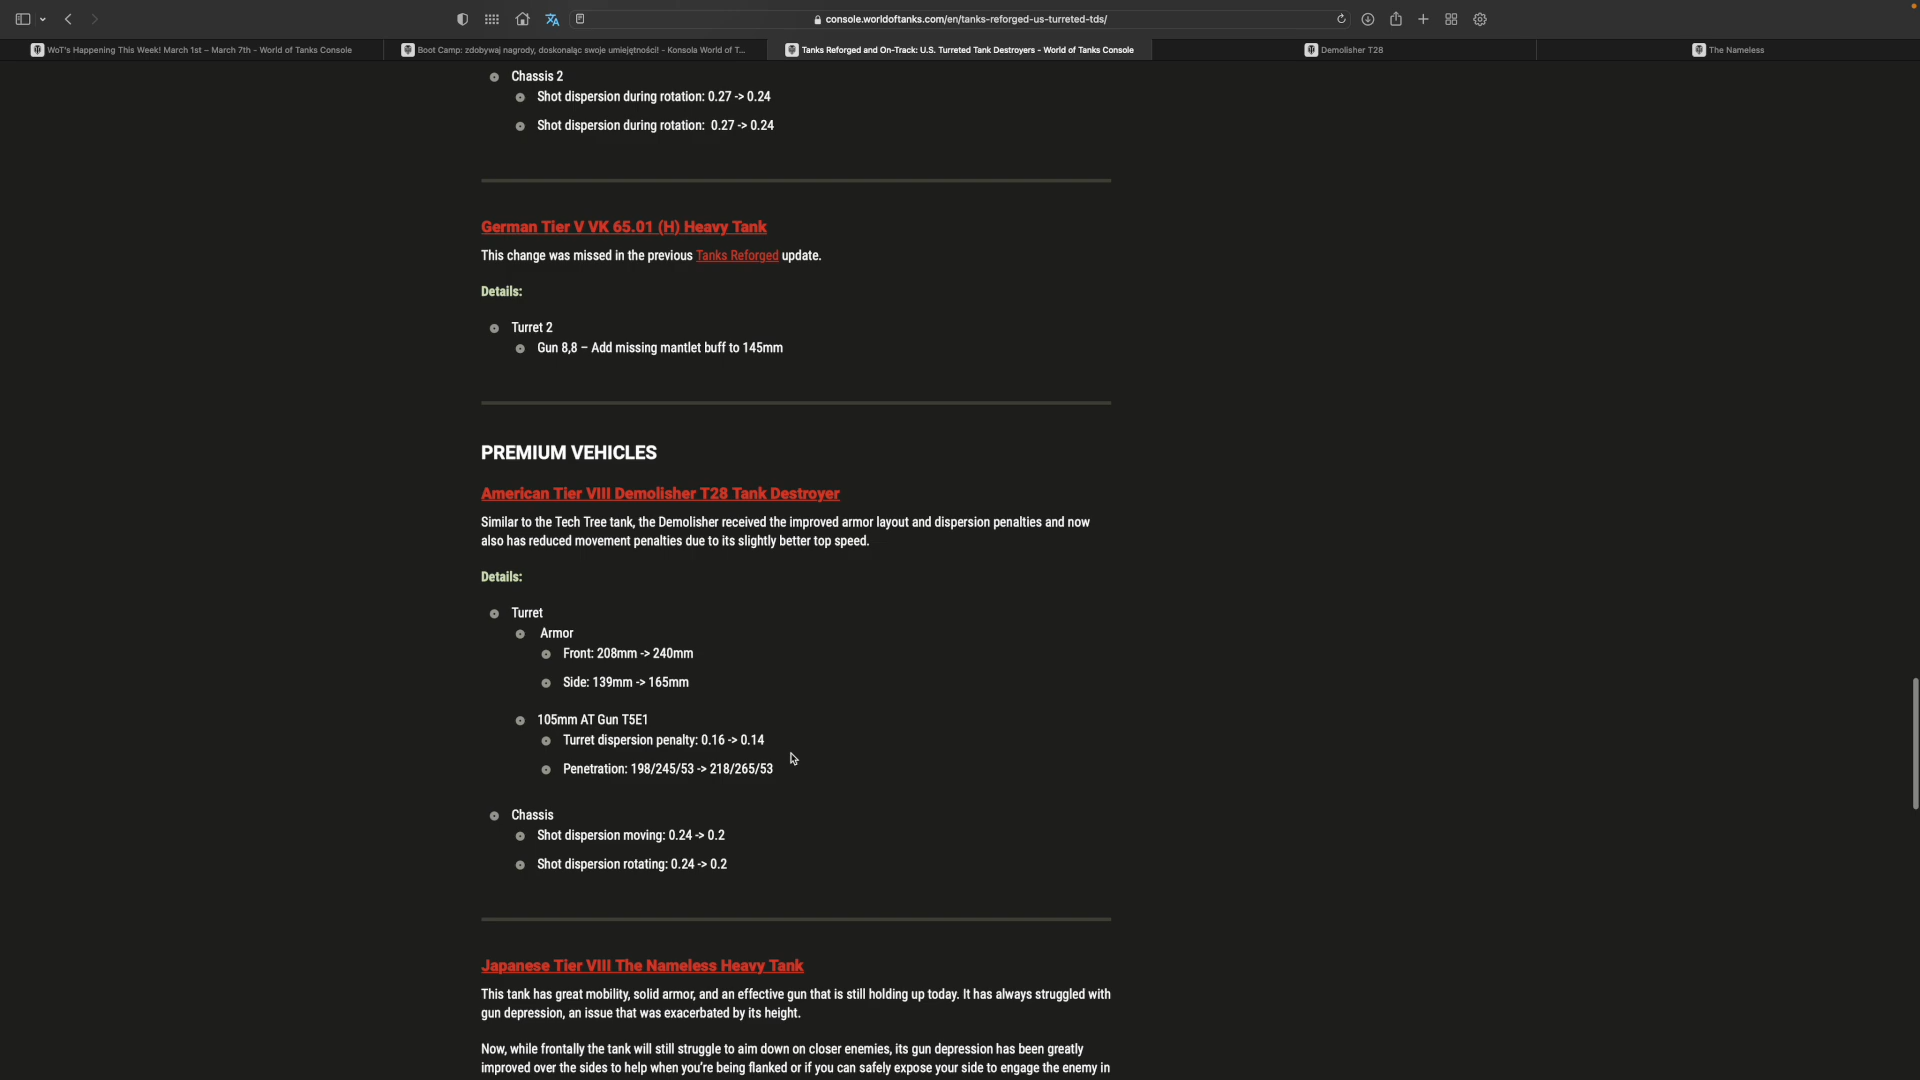 console.worldoftanks.com/en/tanks-reforged-us-turreted-tds/
WoT's Happening This Week! March 1st – March 7th - World of Tanks Console
Boot Camp: zdobywaj nagrody, doskonaląc swoje umiejętności! - Konsola World of T...
Tanks Reforged and On-Track: U.S. Turreted Tank Destroyers - World of Tanks Console
Demolisher T28
The Nameless
Chassis 2
Shot dispersion during rotation: 0.27 -> 0.24
Shot dispersion during rotation:  0.27 -> 0.24
German Tier V VK 65.01 (H) Heavy Tank
This change was missed in the previous Tanks Reforged update.
Details:
Turret 2
Gun 8,8 – Add missing mantlet buff to 145mm
PREMIUM VEHICLES
American Tier VIII Demolisher T28 Tank Destroyer
Similar to the Tech Tree tank, the Demolisher received the improved armor layout and dispersion penalties and now
also has reduced movement penalties due to its slightly better top speed.
Details:
Turret
Armor
Front: 208mm -> 240mm
Side: 139mm -> 165mm
105mm AT Gun T5E1
Turret dispersion penalty: 0.16 -> 0.14
Penetration: 198/245/53 -> 218/265/53
Chassis
Shot dispersion moving: 0.24 -> 0.2
Shot dispersion rotating: 0.24 -> 0.2
Japanese Tier VIII The Nameless Heavy Tank
This tank has great mobility, solid armor, and an effective gun that is still holding up today. It has always struggled with
gun depression, an issue that was exacerbated by its height.
Now, while frontally the tank will still struggle to aim down on closer enemies, its gun depression has been greatly
improved over the sides to help when you're being flanked or if you can safely expose your side to engage the enemy in